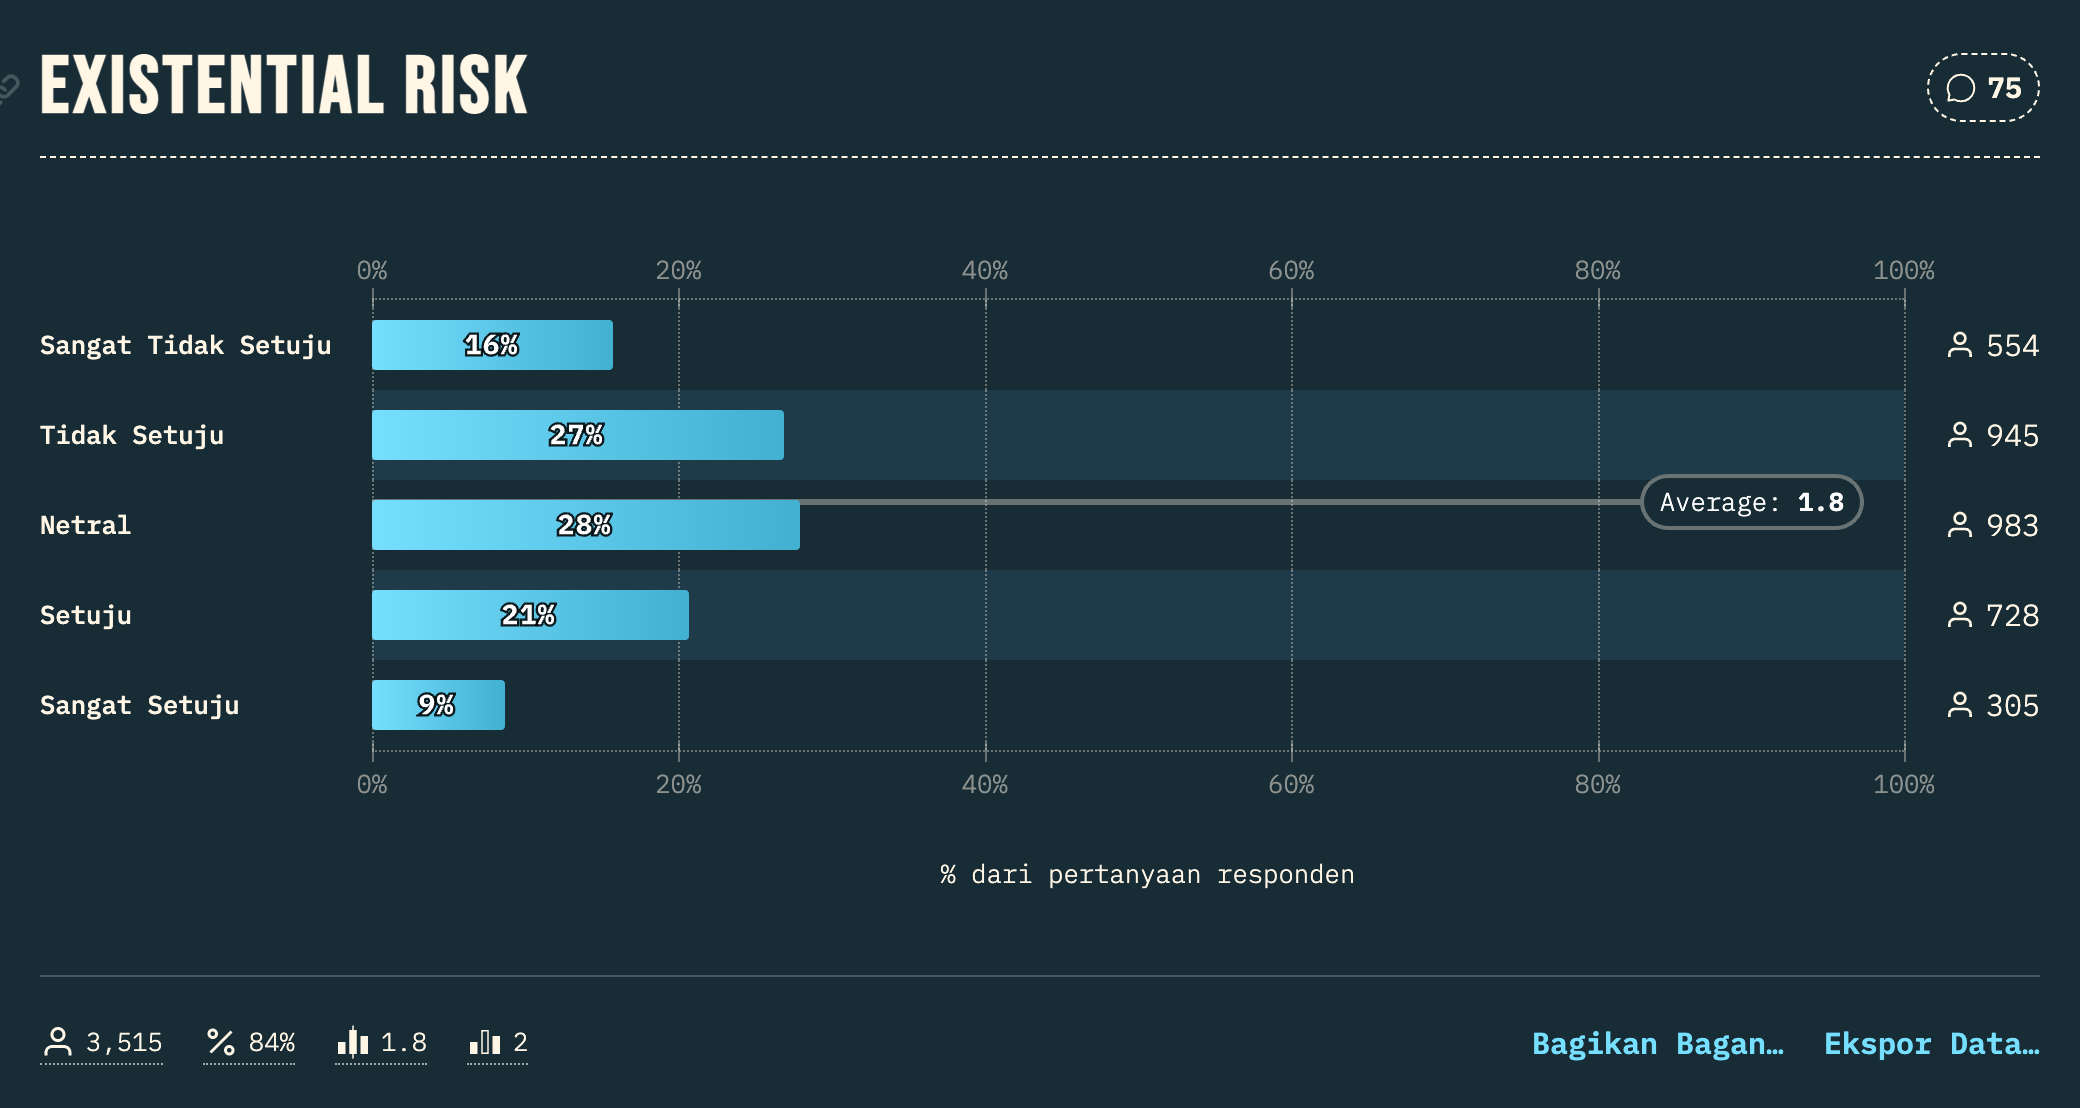 EXISTENTIAL RISK
75
0% 20% 40% 60% 80% 100%
Sangat Tidak Setuju 16% 554
Tidak Setuju 27% 945
Average: 1.8
Netral 28% 983
Setuju 21% 728
Sangat Setuju 9% 305
0% 20% 40% 60% 80% 100%
% dari pertanyaan responden
3,515 84% 1.8 2 Bagikan Bagan… Ekspor Data…